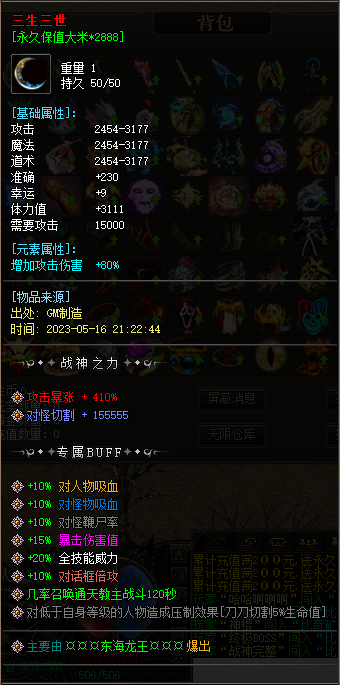 三生三世
背包
[永久保值大米*2888]
重量 1
持久 50/50
[基础属性]:
攻击 2454-3177
魔法 2454-3177
道术 2454-3177
准确 +230
幸运 +9
体力值 +3111
需要攻击 15000
[元素属性]:
增加攻击伤害 +80%
[物品来源]
出处: GM制造
时间: 2023-05-16 21:22:44
战神之力
攻击暴涨 + 410%
屏蔽消息
对怪切割 + 155555
无限仓库
专属BUFF
+10% 对人物吸血
+10% 对怪物吸血
+10% 对怪鞭尸率
+15% 暴击伤害值
+20% 全技能威力
+10% 对话框倍攻
几率召唤通天教主战斗120秒
对低于自身等级的人物造成压制效果[刀刀切割5%生命值]
主要由¤¤¤东海龙王¤¤¤爆出
506/506